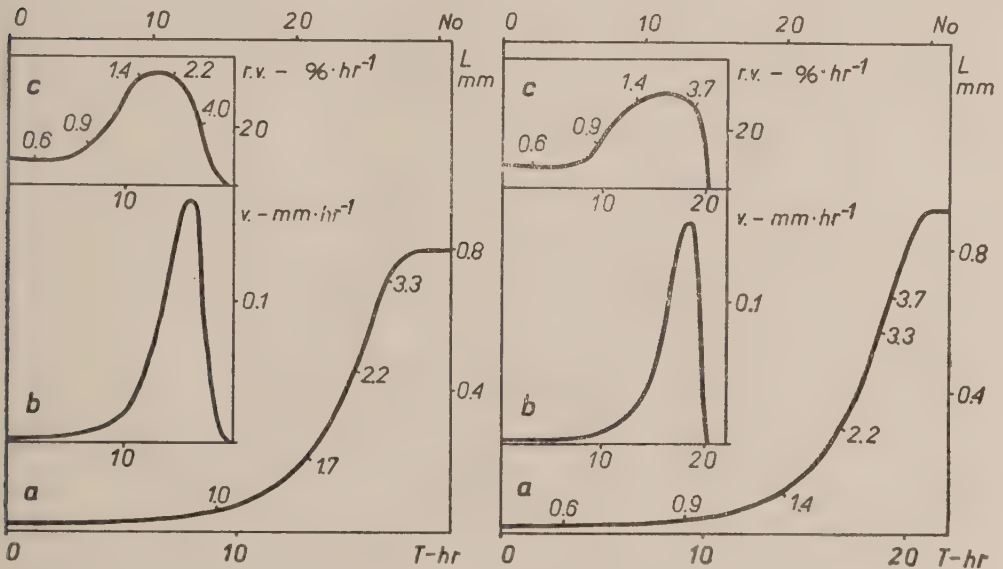 0 10 20 No
L
mm
c
r.v. – %·hr⁻¹
0.6
0.9
1.4
2.2
4.0
20
10
v. – mm·hr⁻¹
0.1
b
10
0.8
3.3
2.2
0.4
1.7
1.0
a
0 10 T–hr
0 10 20 No
L
mm
c
r.v. – %·hr⁻¹
0.6
0.9
1.4
3.7
20
10 20
v. – mm·hr⁻¹
0.1
b
10 20
0.8
3.7
3.3
0.4
2.2
1.4
0.9
0.6
a
0 10 20 T–hr